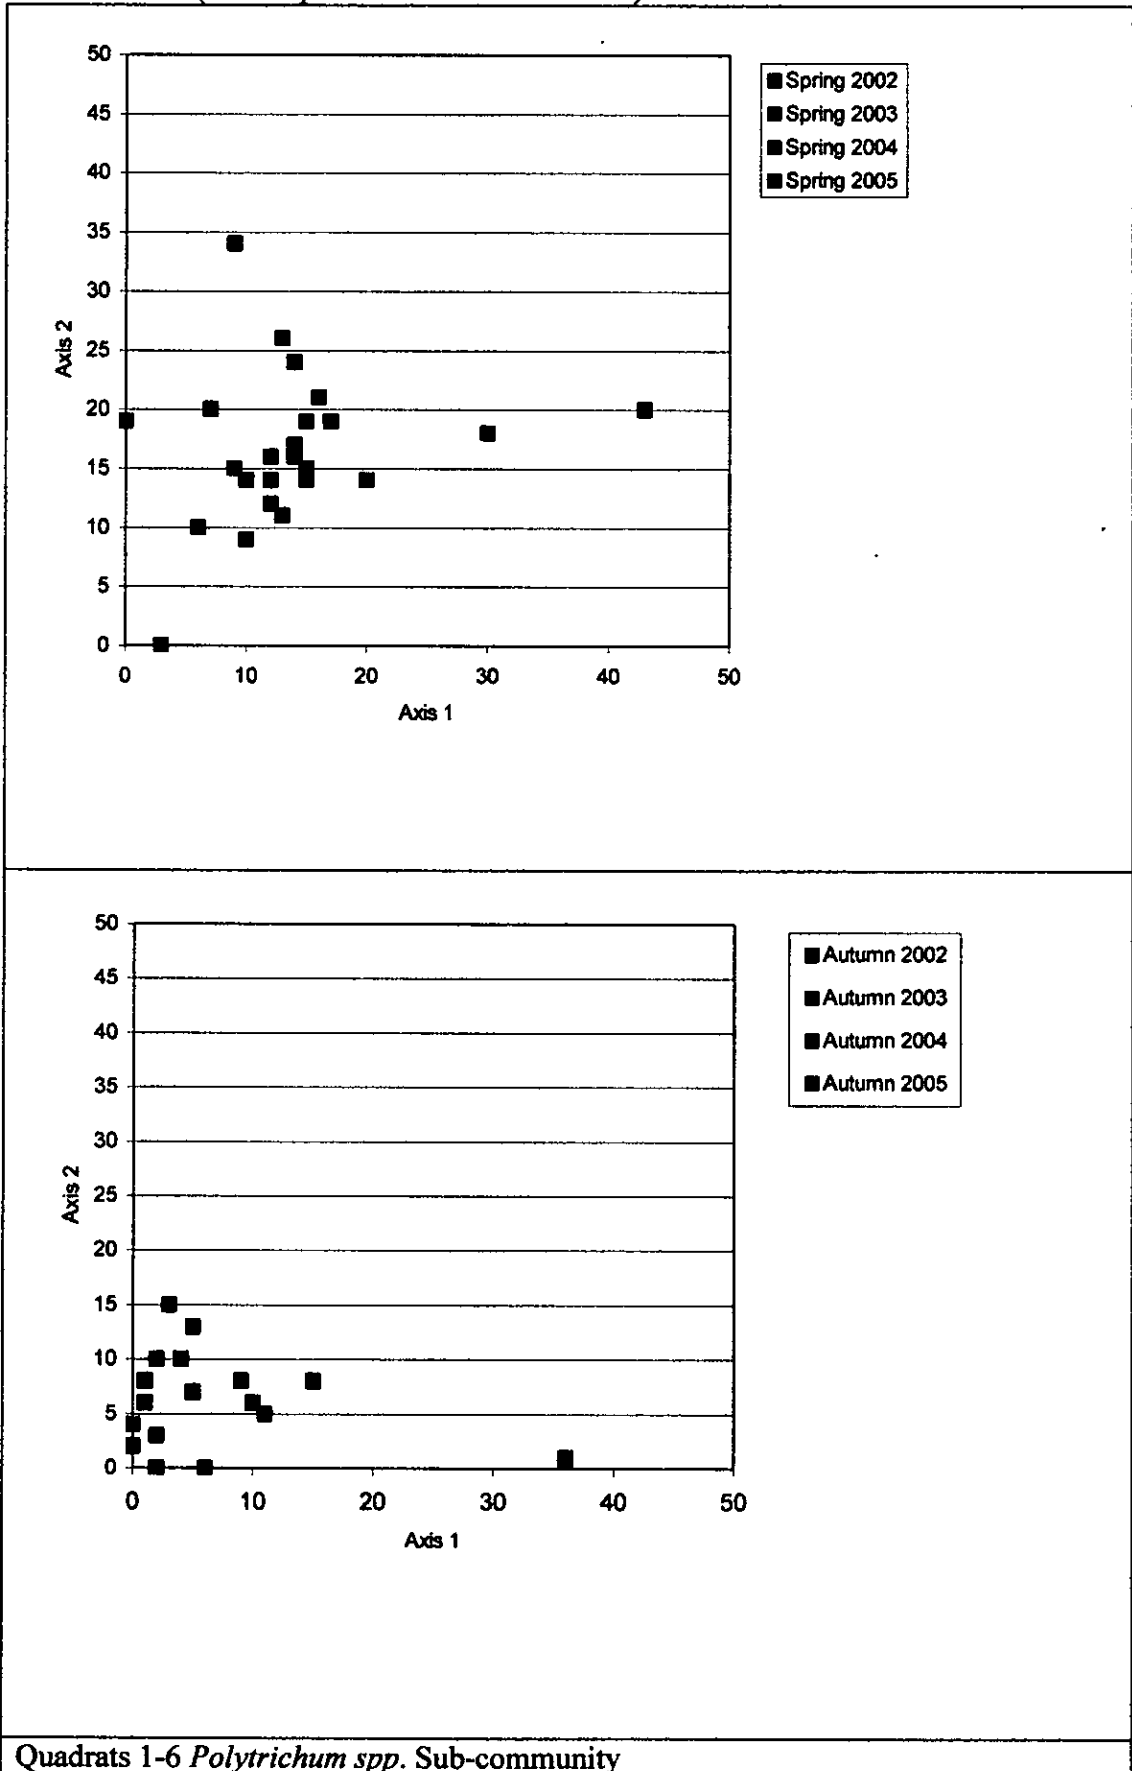 50
45
40
35
30
25
20
15
10
5
0
Axis 2
0 10 20 30 40 50
Axis 1
Spring 2002
Spring 2003
Spring 2004
Spring 2005
50
45
40
35
30
25
20
15
10
5
0
Axis 2
0 10 20 30 40 50
Axis 1
Autumn 2002
Autumn 2003
Autumn 2004
Autumn 2005
Quadrats 1-6 Polytrichum spp. Sub-community